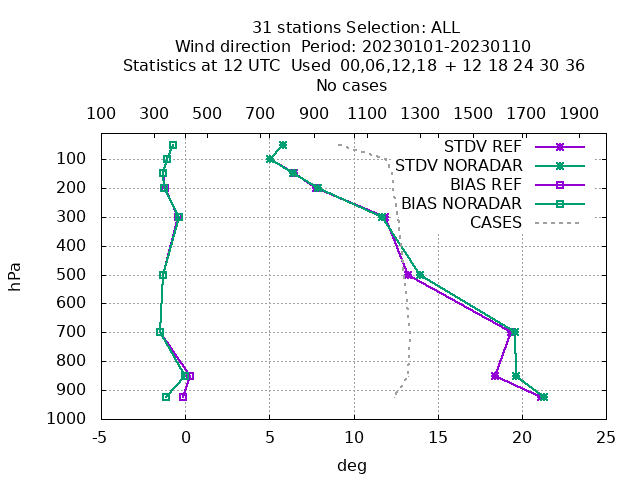 31 stations Selection: ALL
Wind direction  Period: 20230101-20230110
Statistics at 12 UTC  Used  00,06,12,18  + 12 18 24 30 36
No cases
100 300 500 700 900 1100 1300 1500 1700 1900
STDV REF
STDV NORADAR
BIAS REF
BIAS NORADAR
CASES
hPa
100
200
300
400
500
600
700
800
900
1000
-5 0 5 10 15 20 25
deg